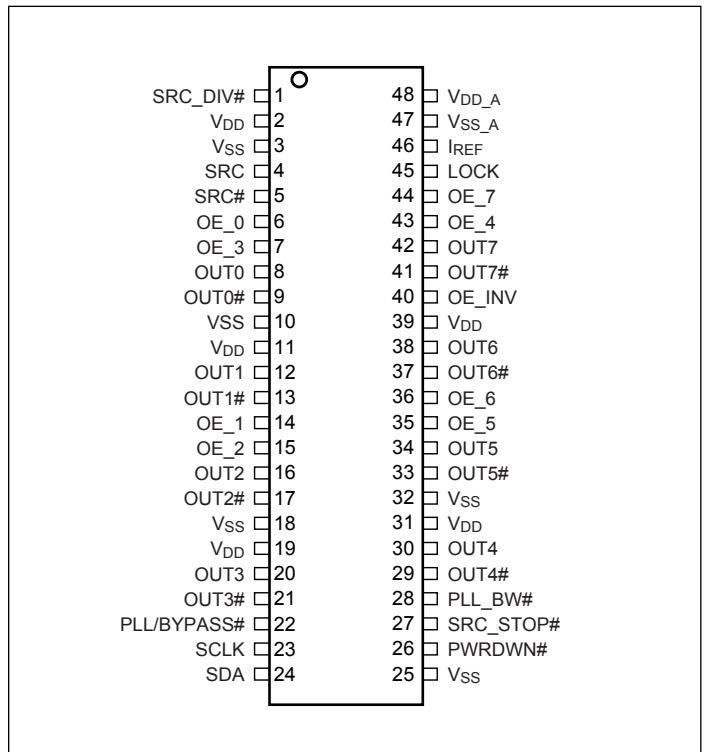 SRC_DIV# 1 48 VDD_A
VDD 2 47 VSS_A
VSS 3 46 IREF
SRC 4 45 LOCK
SRC# 5 44 OE_7
OE_0 6 43 OE_4
OE_3 7 42 OUT7
OUT0 8 41 OUT7#
OUT0# 9 40 OE_INV
VSS 10 39 VDD
VDD 11 38 OUT6
OUT1 12 37 OUT6#
OUT1# 13 36 OE_6
OE_1 14 35 OE_5
OE_2 15 34 OUT5
OUT2 16 33 OUT5#
OUT2# 17 32 VSS
VSS 18 31 VDD
VDD 19 30 OUT4
OUT3 20 29 OUT4#
OUT3# 21 28 PLL_BW#
PLL/BYPASS# 22 27 SRC_STOP#
SCLK 23 26 PWRDWN#
SDA 24 25 VSS